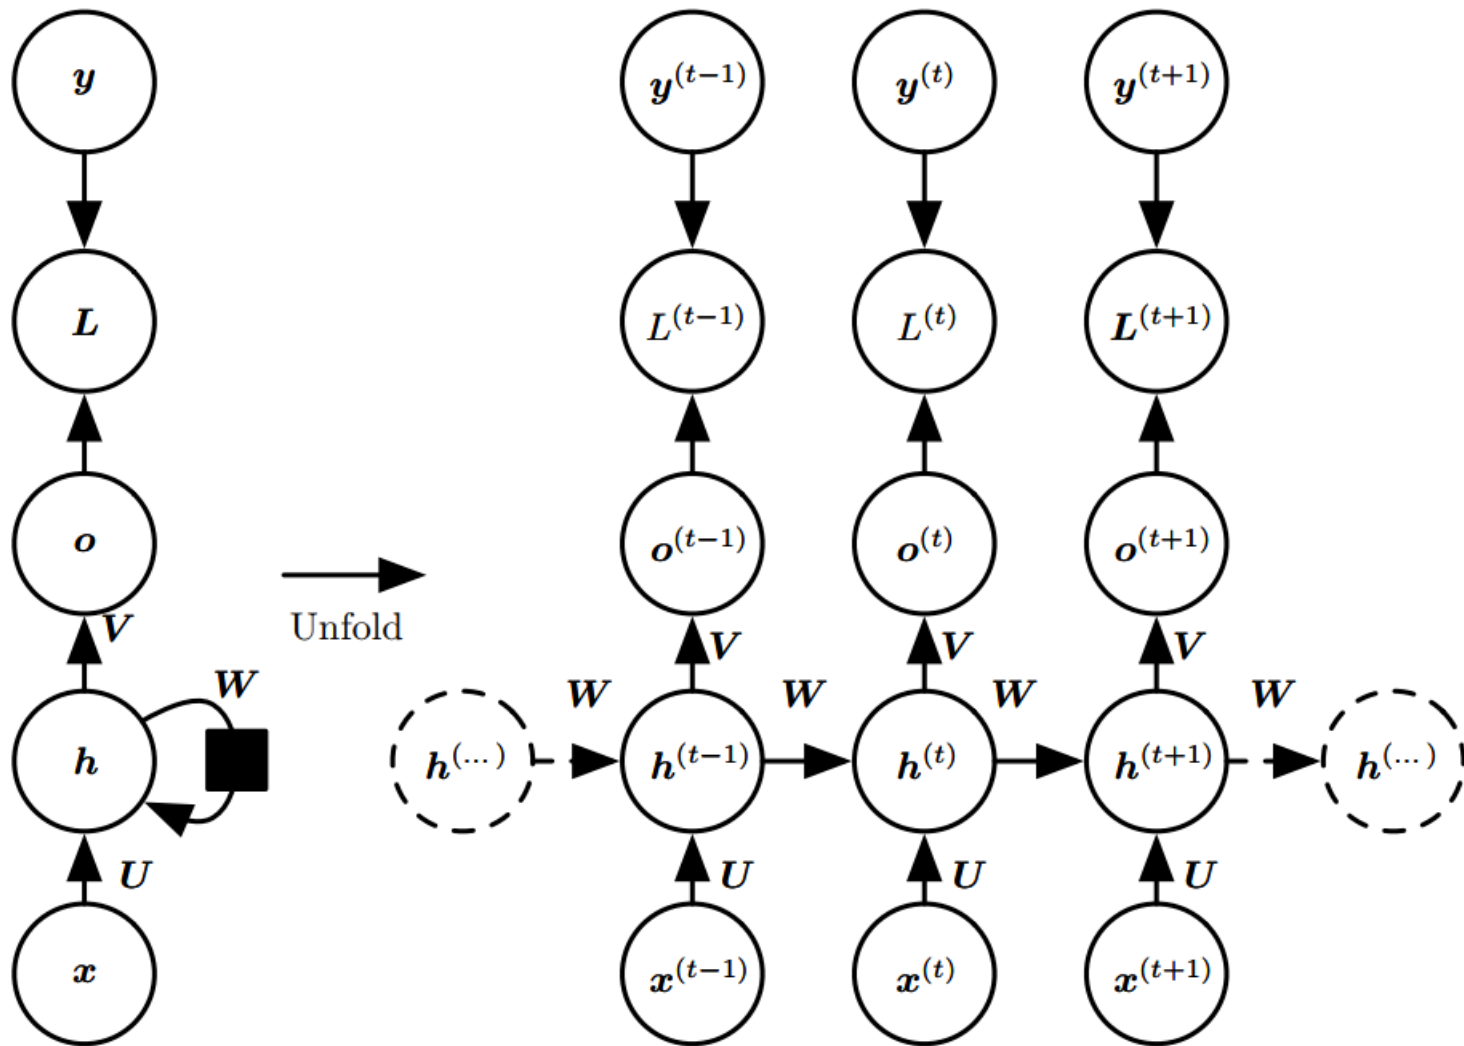 y y^(t−1) y^(t) y^(t+1)
L L^(t−1) L^(t) L^(t+1)
o o^(t−1) o^(t) o^(t+1)
Unfold
V V V V
W W W W W
h h^(...) h^(t−1) h^(t) h^(t+1) h^(...)
U U U U
x x^(t−1) x^(t) x^(t+1)